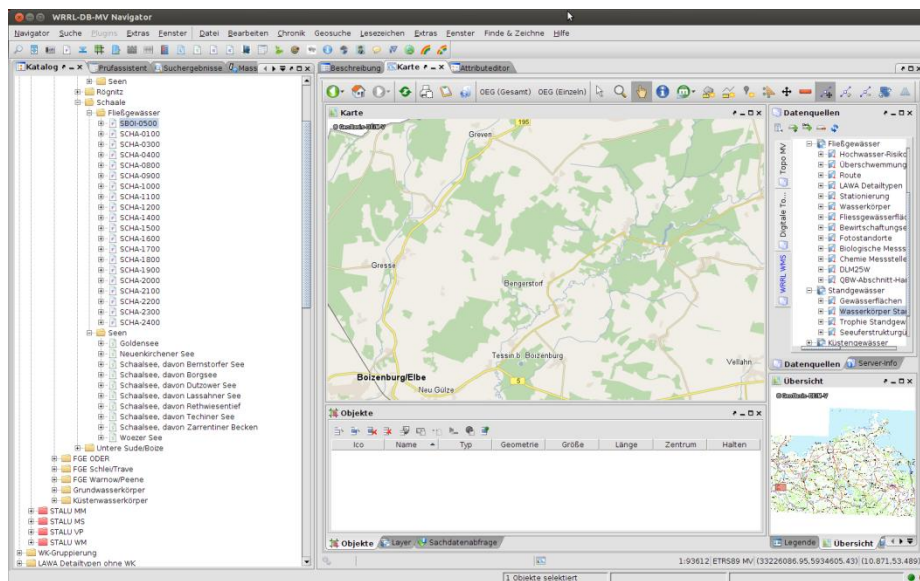 WRRL-DB-MV Navigator
Navigator Suche Plugins Extras Fenster Datei Bearbeiten Chronik Geosuche Lesezeichen Extras Fenster Finde & Zeichne Hilfe
Katalog Prüfassistent Suchergebnisse Mass
Seen
Rögnitz
Schaale
Fließgewässer
SBOI-0500
SCHA-0100
SCHA-0300
SCHA-0400
SCHA-0800
SCHA-0900
SCHA-1000
SCHA-1100
SCHA-1200
SCHA-1400
SCHA-1500
SCHA-1600
SCHA-1700
SCHA-1800
SCHA-1900
SCHA-2000
SCHA-2100
SCHA-2200
SCHA-2300
SCHA-2400
Seen
Goldensee
Neuenkirchener See
Schaalsee, davon Bernstorfer See
Schaalsee, davon Borgsee
Schaalsee, davon Dutzower See
Schaalsee, davon Lassahner See
Schaalsee, davon Rethwiesentief
Schaalsee, davon Techiner See
Schaalsee, davon Zarrentiner Becken
Woezer See
Untere Sude/Boize
FGE ODER
FGE Schlei/Trave
FGE Warnow/Peene
Grundwasserkörper
Küstenwasserkörper
STALU MM
STALU MS
STALU VP
STALU WM
WK-Gruppierung
LAWA Detailtypen ohne WK
Beschreibung Karte Attributeditor
OEG (Gesamt) OEG (Einzeln)
Karte
195
Greven
Gresse
Bengerstorf
Tessin b. Boizenburg
Vellahn
Boizenburg/Elbe
5
Neu Gülze
Objekte
Ico Name Typ Geometrie Größe Länge Zentrum Halten
Objekte Layer Sachdatenabfrage
Datenquellen
Topo MV
Digitale To...
WRRL WMS
Fließgewässer
Hochwasser-Risiko
Überschwemmung
Route
LAWA Detailtypen
Stationierung
Wasserkörper
Fliessgewässerflä
Bewirtschaftungse
Fotostandorte
Biologische Messs
Chemie Messstelle
DLM25W
QBW-Abschnitt-Ha
Standgewässer
Gewässerflächen
Wasserkörper Sta
Trophie Standgew
Seeuferstrukturgü
Küstengewässer
Datenquellen Server-Info
Übersicht
Legende Übersicht
1:93612 ETRS89 MV (33226086.95,5934605.43) (10.871,53.489)
1 Objekte selektiert